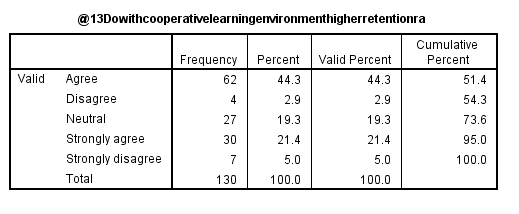 @13Dowithcooperativelearningenvironmenthigherretentionra
Frequency Percent Valid Percent Cumulative Percent
Valid Agree 62 44.3 44.3 51.4
Disagree 4 2.9 2.9 54.3
Neutral 27 19.3 19.3 73.6
Strongly agree 30 21.4 21.4 95.0
Strongly disagree 7 5.0 5.0 100.0
Total 130 100.0 100.0